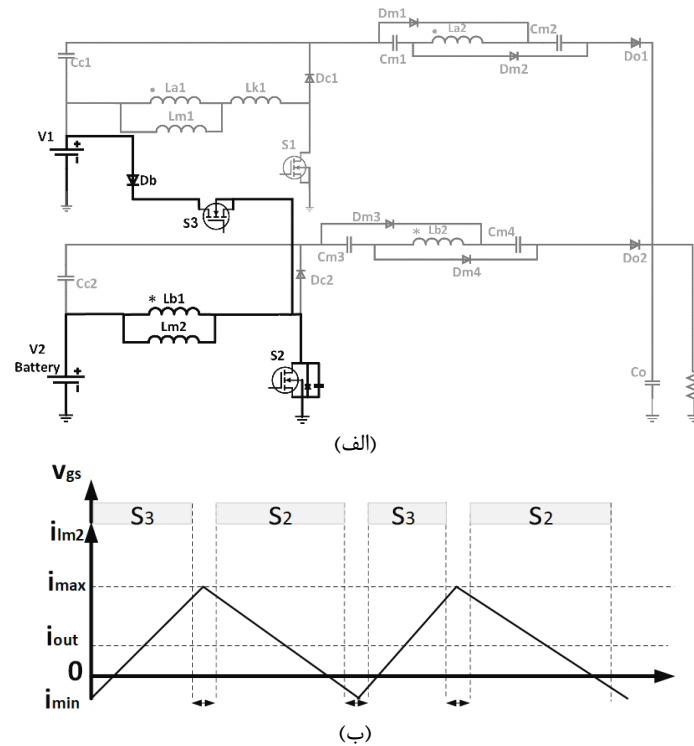 Dm1
La2
Cm2
Cm1
Dm2
Do1
Cc1
Dc1
La1
Lk1
Lm1
V1
S1
Db
S3
Dm3
Lb2
Cm4
Cm3
Dm4
Do2
Dc2
Cc2
* Lb1
Lm2
V2
Battery
S2
Co
(الف)
vgs
S3 S2 S3 S2
ilm2
imax
iout
0
imin
(ب)